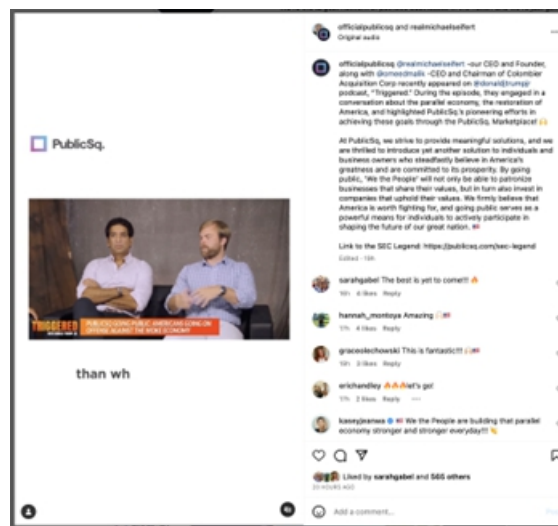 PublicSq.
TRIGGERED
PUBLICSQ GOING PUBLIC: AMERICANS GOING ON
OFFENSE AGAINST THE WOKE ECONOMY
than wh
officialpublicsq and realmichaelseifert
Original audio
officialpublicsq @realmichaelseifert -our CEO and Founder,
along with @omeedmalik -CEO and Chairman of Colombier
Acquisition Corp recently appeared on @donaldjtrumpjr
podcast, "Triggered." During the episode, they engaged in a
conversation about the parallel economy, the restoration of
America, and highlighted PublicSq.'s pioneering efforts in
achieving these goals through the PublicSq. Marketplace! 🙌
At PublicSq, we strive to provide meaningful solutions, and we
are thrilled to introduce yet another solution to individuals and
business owners who steadfastly believe in America's
greatness and are committed to its prosperity. By going
public, 'We the People' will not only be able to patronize
businesses that share their values, but in turn also invest in
companies that uphold their values. We firmly believe that
America is worth fighting for, and going public serves as a
powerful means for individuals to actively participate in
shaping the future of our great nation. 🇺🇸
Link to the SEC Legend: https://publicsq.com/sec-legend
Edited · 19h
sarahgabel The best is yet to come!!! 🔥
16h 4 likes Reply
hannah_montoya Amazing 🙌🇺🇸
17h 4 likes Reply
graceolechowski This is fantastic!!! 🙌🇺🇸
19h 3 likes Reply
erichandley 🔥🔥🔥let's go!
17h 2 likes Reply ···
kaseyjeanwa We the People are building that parallel
economy stronger and stronger everyday!!! 👏
Liked by sarahgabel and 565 others
20 HOURS AGO
Add a comment...